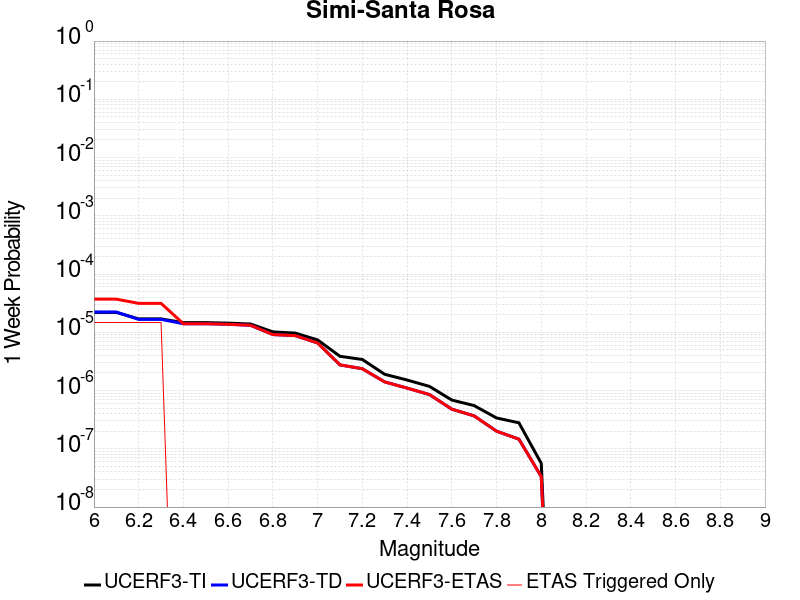 Simi-Santa Rosa
10^0
10^-1
10^-2
10^-3
10^-4
10^-5
10^-6
10^-7
10^-8
1 Week Probability
6 6.2 6.4 6.6 6.8 7 7.2 7.4 7.6 7.8 8 8.2 8.4 8.6 8.8 9
Magnitude
UCERF3-TI UCERF3-TD UCERF3-ETAS ETAS Triggered Only